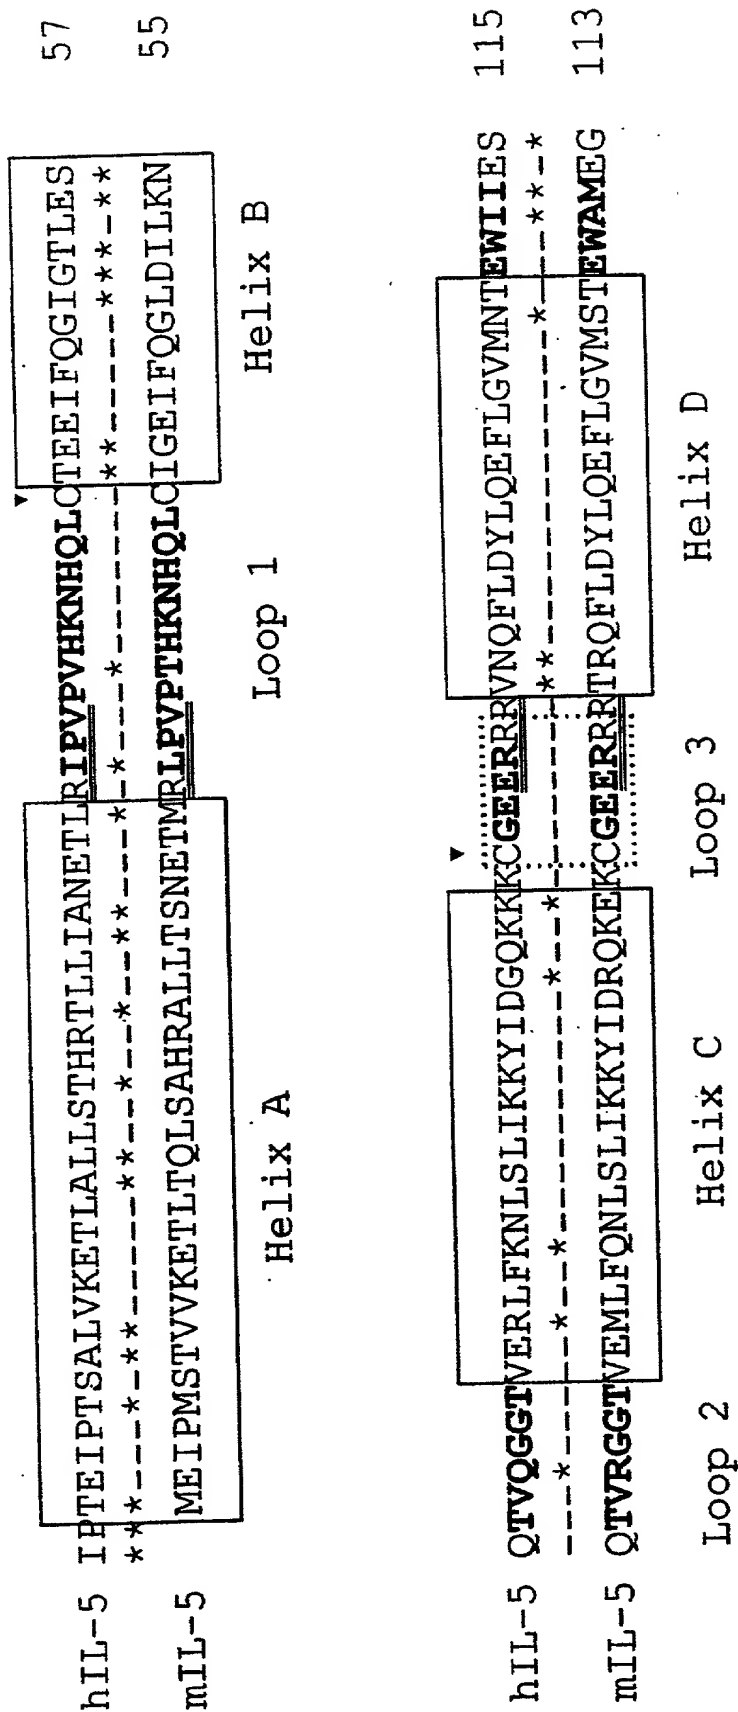 hIL-5 IPTEIPTSALVKETLALLSTHRTLLIANETLRIPVPVHKNHQLCTEEIFQGIGTLES 57
***---*-**-----**--*--*--**---*-*---*-------**-----***-**
mIL-5 MEIPMSTVVKETLTQLSAHRALLTSNETMRLPVPTHKNHQLCIGEIFQGLDILKN 55
Helix A Loop 1 Helix B
hIL-5 QTVQGGTVERLFKNLSLIKKYIDGQKKKCGEERRRVNQFLDYLQEFLGVMNTEWIIES 115
---*-----*--*----------*--*--------**-------------*---**-*
mIL-5 QTVRGGTVEMLFQNLSLIKKYIDRQKEKCGEERRRTRQFLDYLQEFLGVMSTEWAMEG 113
Loop 2 Helix C Loop 3 Helix D